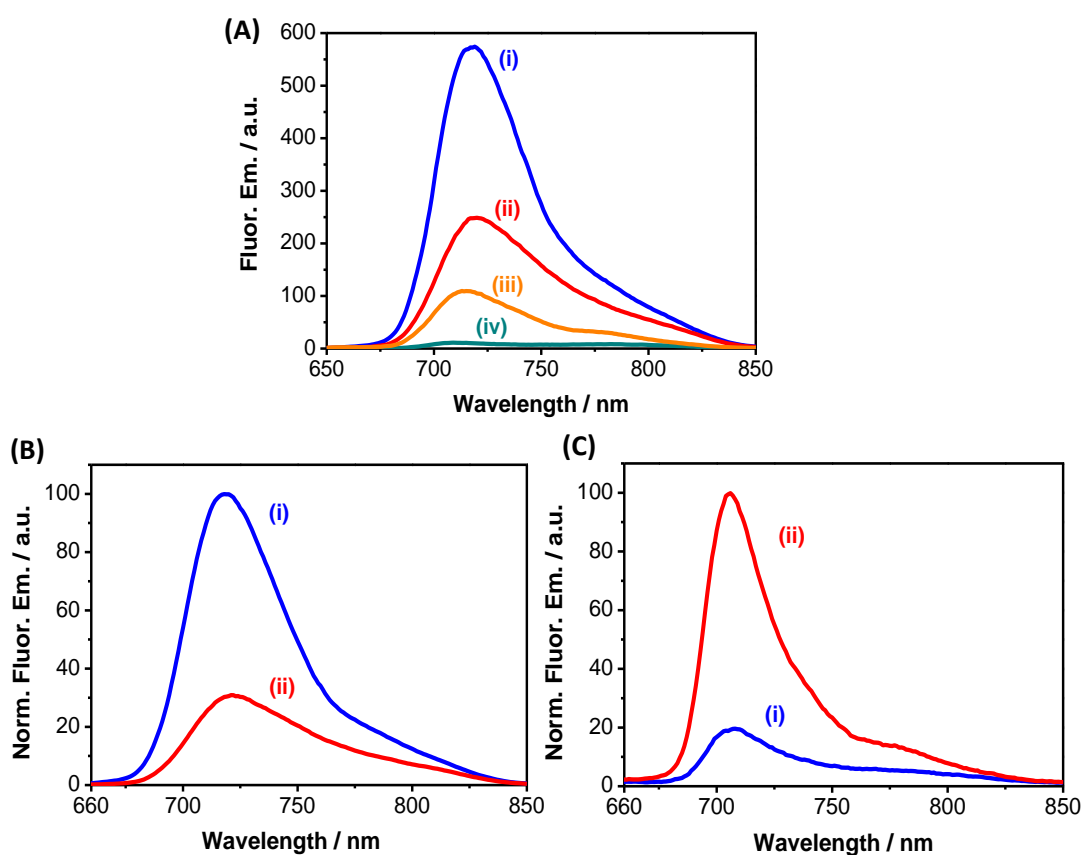 (A)
Fluor. Em. / a.u.
600
500
400
300
200
100
0
(i)
(ii)
(iii)
(iv)
650 700 750 800 850
Wavelength / nm
(B)
Norm. Fluor. Em. / a.u.
100
80
60
40
20
0
(i)
(ii)
660 700 750 800 850
Wavelength / nm
(C)
Norm. Fluor. Em. / a.u.
100
80
60
40
20
0
(ii)
(i)
660 700 750 800 850
Wavelength / nm